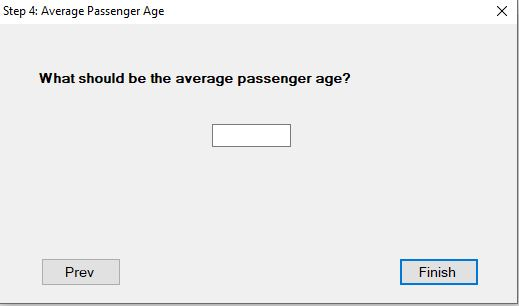 Step 4: Average Passenger Age
What should be the average passenger age?
Prev
Finish